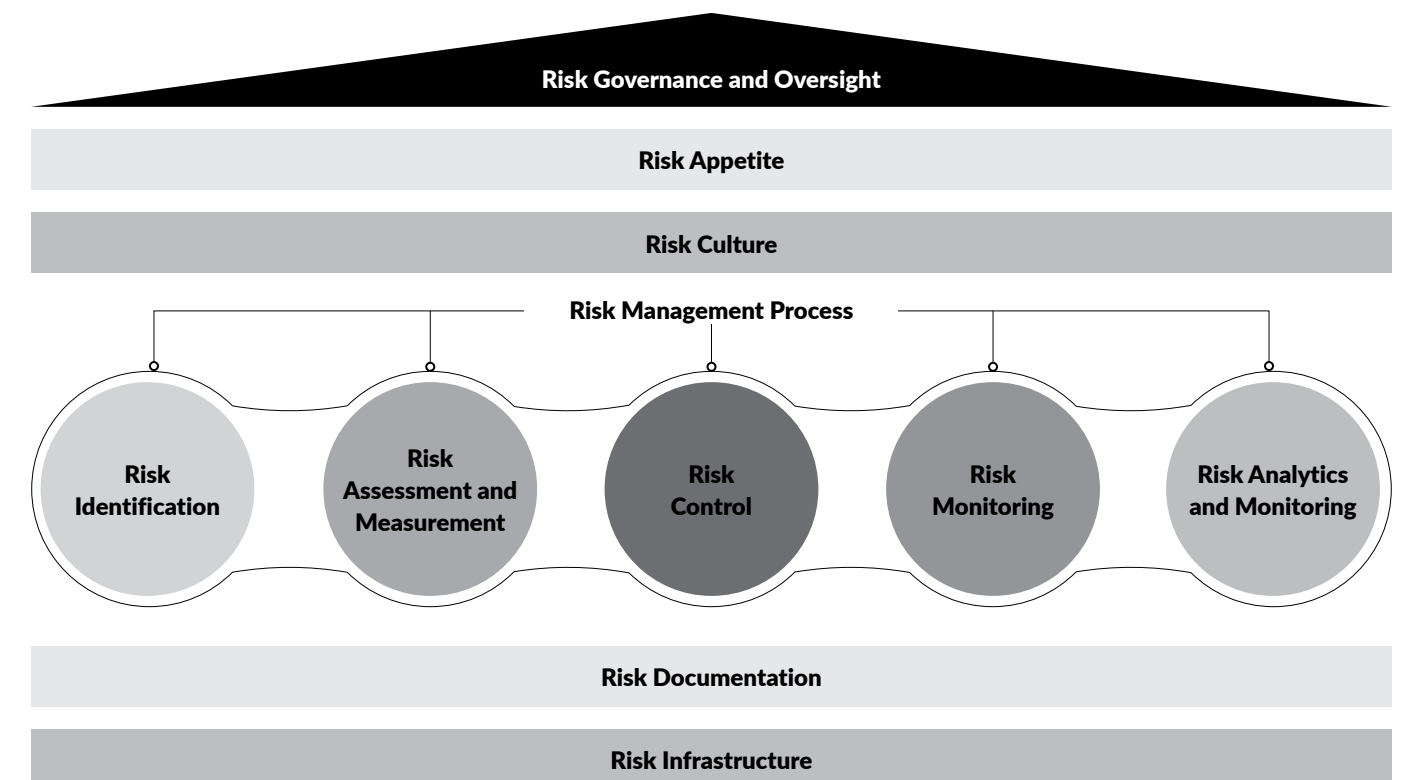 Risk Governance and Oversight
Risk Appetite
Risk Culture
Risk Management Process
Risk
Identification
Risk
Assessment and
Measurement
Risk
Control
Risk
Monitoring
Risk Analytics
and Monitoring
Risk Documentation
Risk Infrastructure